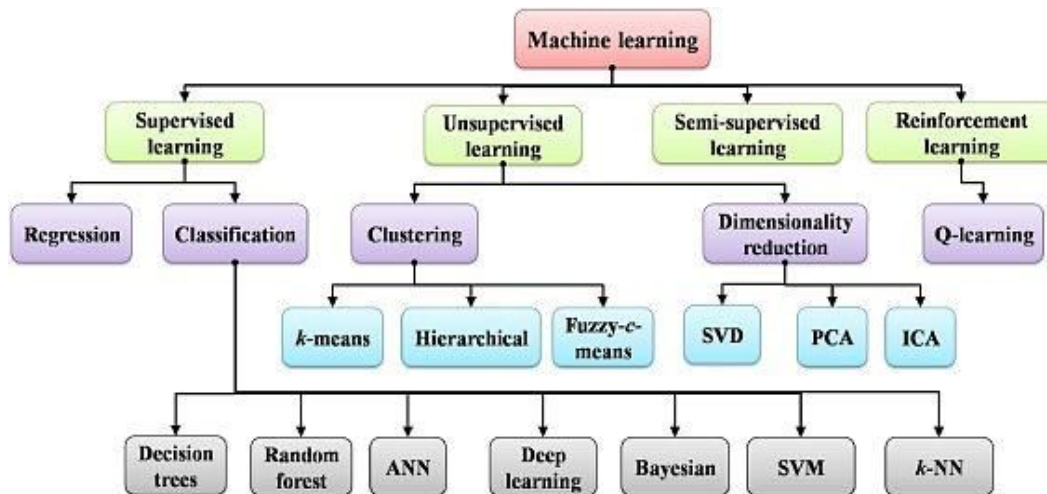 Machine learning
Supervised
learning
Unsupervised
learning
Semi-supervised
learning
Reinforcement
learning
Regression
Classification
Clustering
Dimensionality
reduction
Q-learning
k-means
Hierarchical
Fuzzy-c-
means
SVD
PCA
ICA
Decision
trees
Random
forest
ANN
Deep
learning
Bayesian
SVM
k-NN